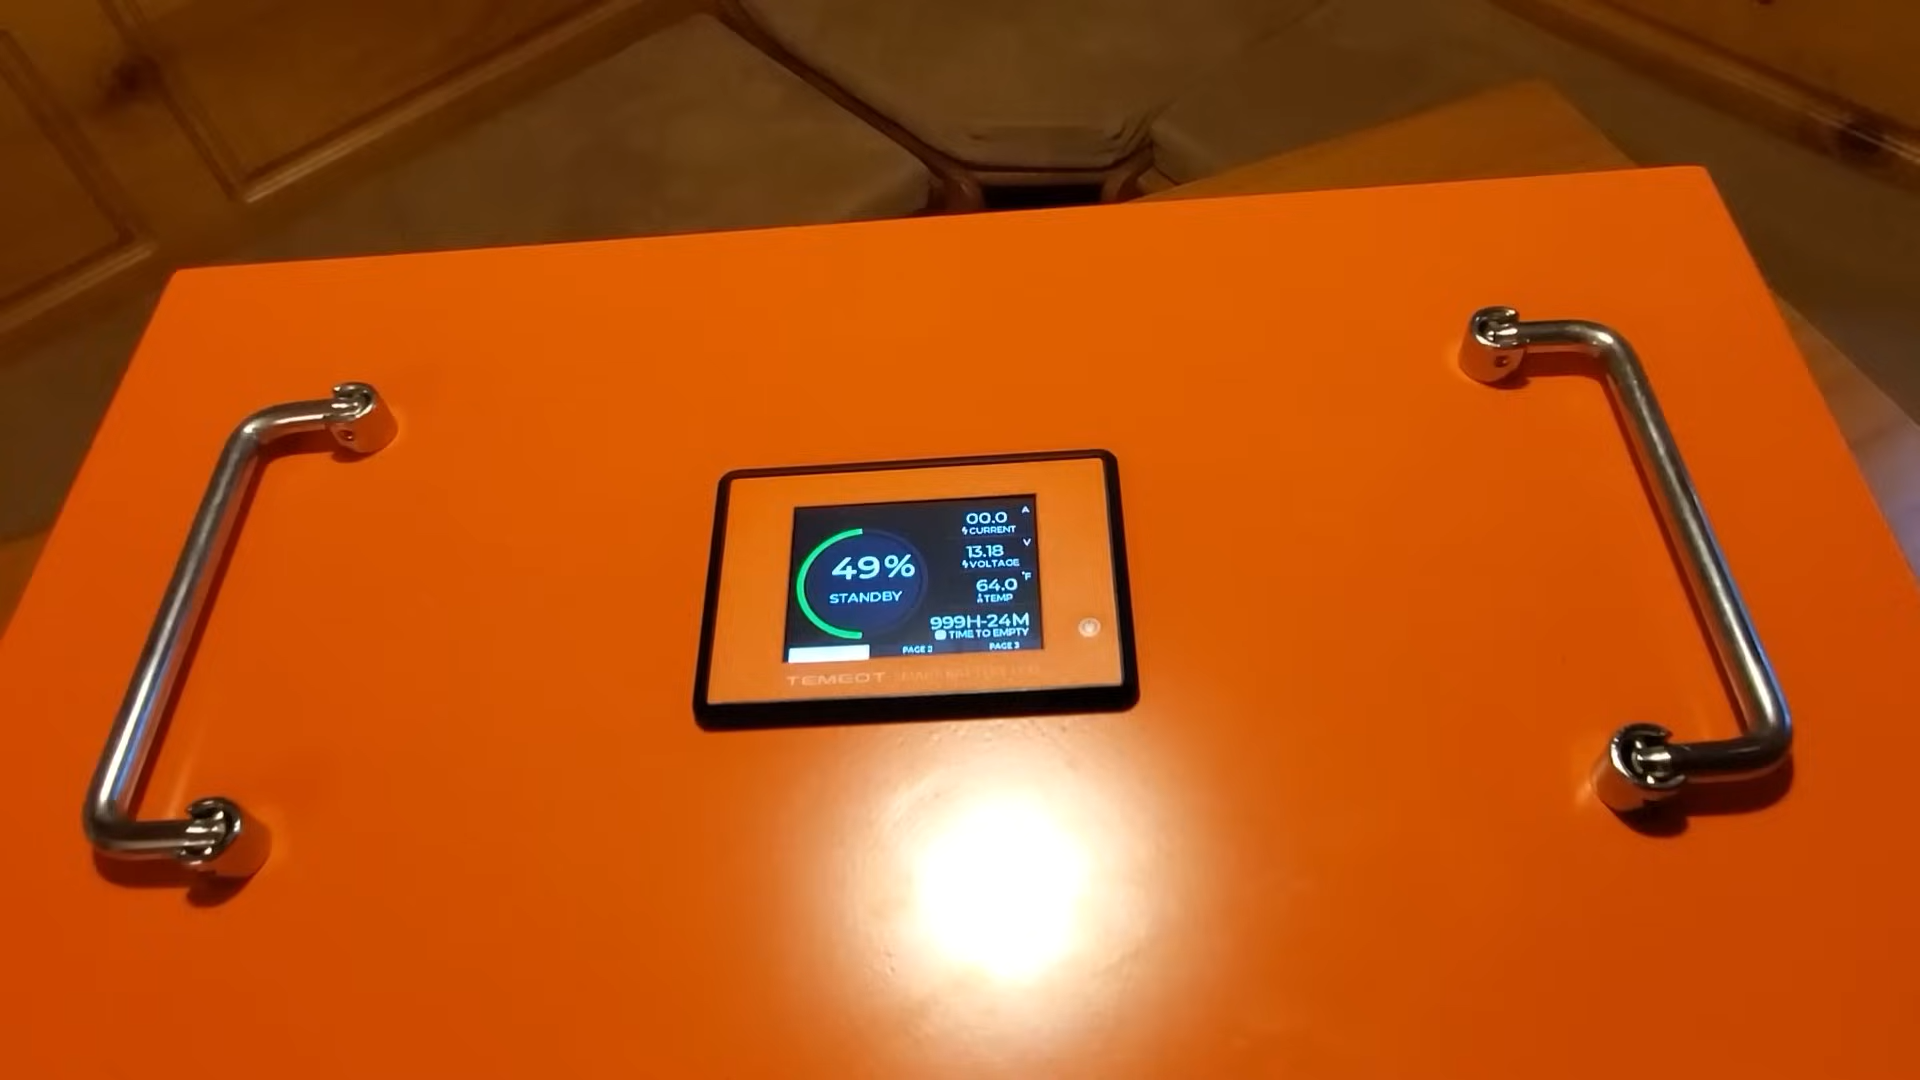 49%
STANDBY
00.0 A
CURRENT
13.18 V
VOLTAGE
64.0 °F
TEMP
999H-24M
TIME TO EMPTY
PAGE 2
PAGE 3
TEMGOT